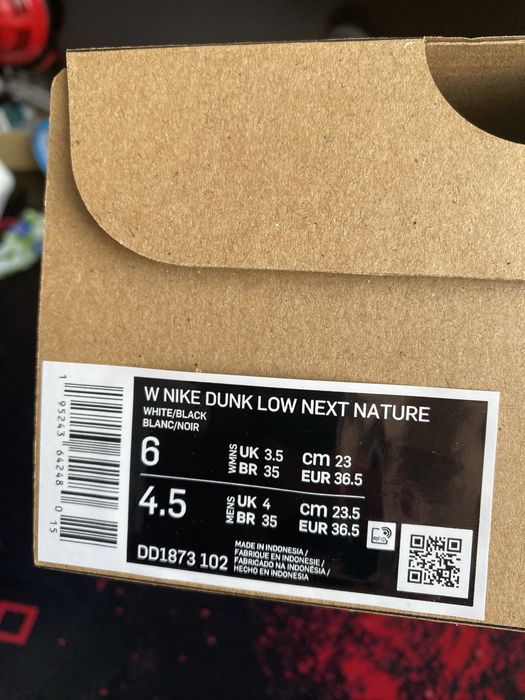 W NIKE DUNK LOW NEXT NATURE
WHITE/BLACK
BLANC/NOIR
6 WMNS UK 3.5 cm 23
BR 35 EUR 36.5
4.5 MENS UK 4 cm 23.5
BR 35 EUR 36.5
DD1873 102
MADE IN INDONESIA/
FABRIQUE EN INDONESIE/
FABRICADO NA INDONÉSIA/
HECHO EN INDONESIA
1 95243 64248 0 15